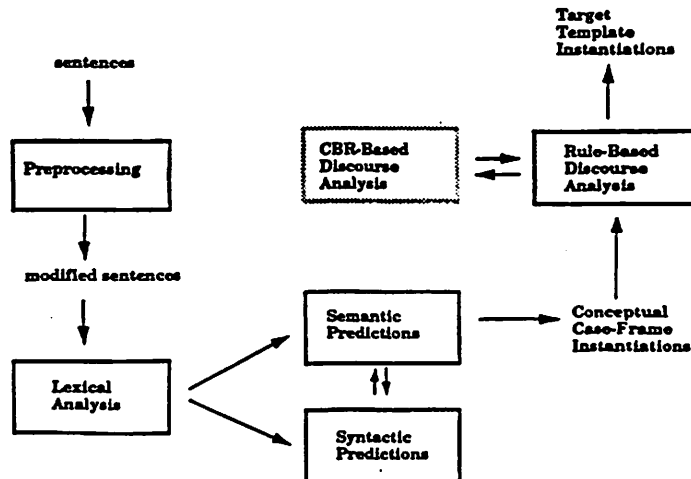 Target
Template
Instantiations
sentences
Preprocessing
CBR-Based
Discourse
Analysis
Rule-Based
Discourse
Analysis
modified sentences
Semantic
Predictions
Conceptual
Case-Frame
Instantiations
Lexical
Analysis
Syntactic
Predictions